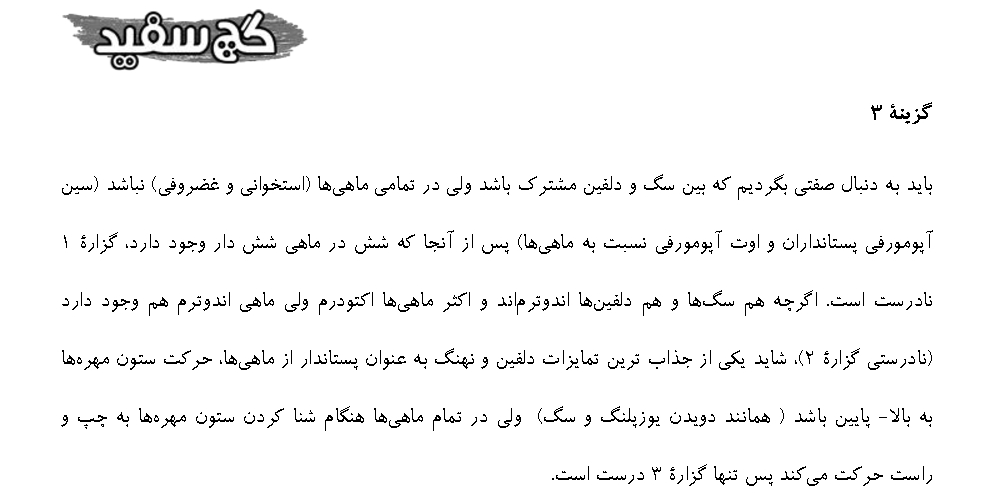 گچ سفید
گزینهٔ ۳
باید به دنبال صفتی بگردیم که بین سگ و دلفین مشترک باشد ولی در تمامی ماهی‌ها (استخوانی و غضروفی) نباشد (سین
آپومورفی پستانداران و اوت آپومورفی نسبت به ماهی‌ها) پس از آنجا که شش در ماهی شش دار وجود دارد، گزارهٔ ۱
نادرست است. اگرچه هم سگ‌ها و هم دلفین‌ها اندوترم‌اند و اکثر ماهی‌ها اکتودرم ولی ماهی اندوترم هم وجود دارد
(نادرستی گزارهٔ ۲)، شاید یکی از جذاب ترین تمایزات دلفین و نهنگ به عنوان پستاندار از ماهی‌ها، حرکت ستون مهره‌ها
به بالا- پایین باشد ( همانند دویدن یوزپلنگ و سگ) ولی در تمام ماهی‌ها هنگام شنا کردن ستون مهره‌ها به چپ و
راست حرکت می‌کند پس تنها گزارهٔ ۳ درست است.